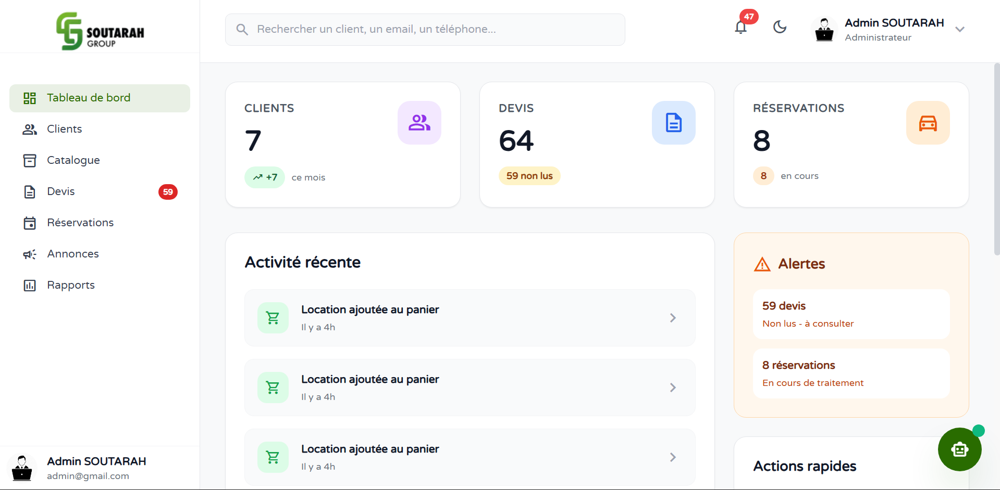 SOUTARAH
GROUP
Rechercher un client, un email, un téléphone...
47
Admin SOUTARAH
Administrateur
Tableau de bord
Clients
Catalogue
Devis
59
Réservations
Annonces
Rapports
Admin SOUTARAH
admin@gmail.com
CLIENTS
7
+7 ce mois
DEVIS
64
59 non lus
RÉSERVATIONS
8
8 en cours
Activité récente
Location ajoutée au panier
Il y a 4h
Location ajoutée au panier
Il y a 4h
Location ajoutée au panier
Il y a 4h
Alertes
59 devis
Non lus - à consulter
8 réservations
En cours de traitement
Actions rapides